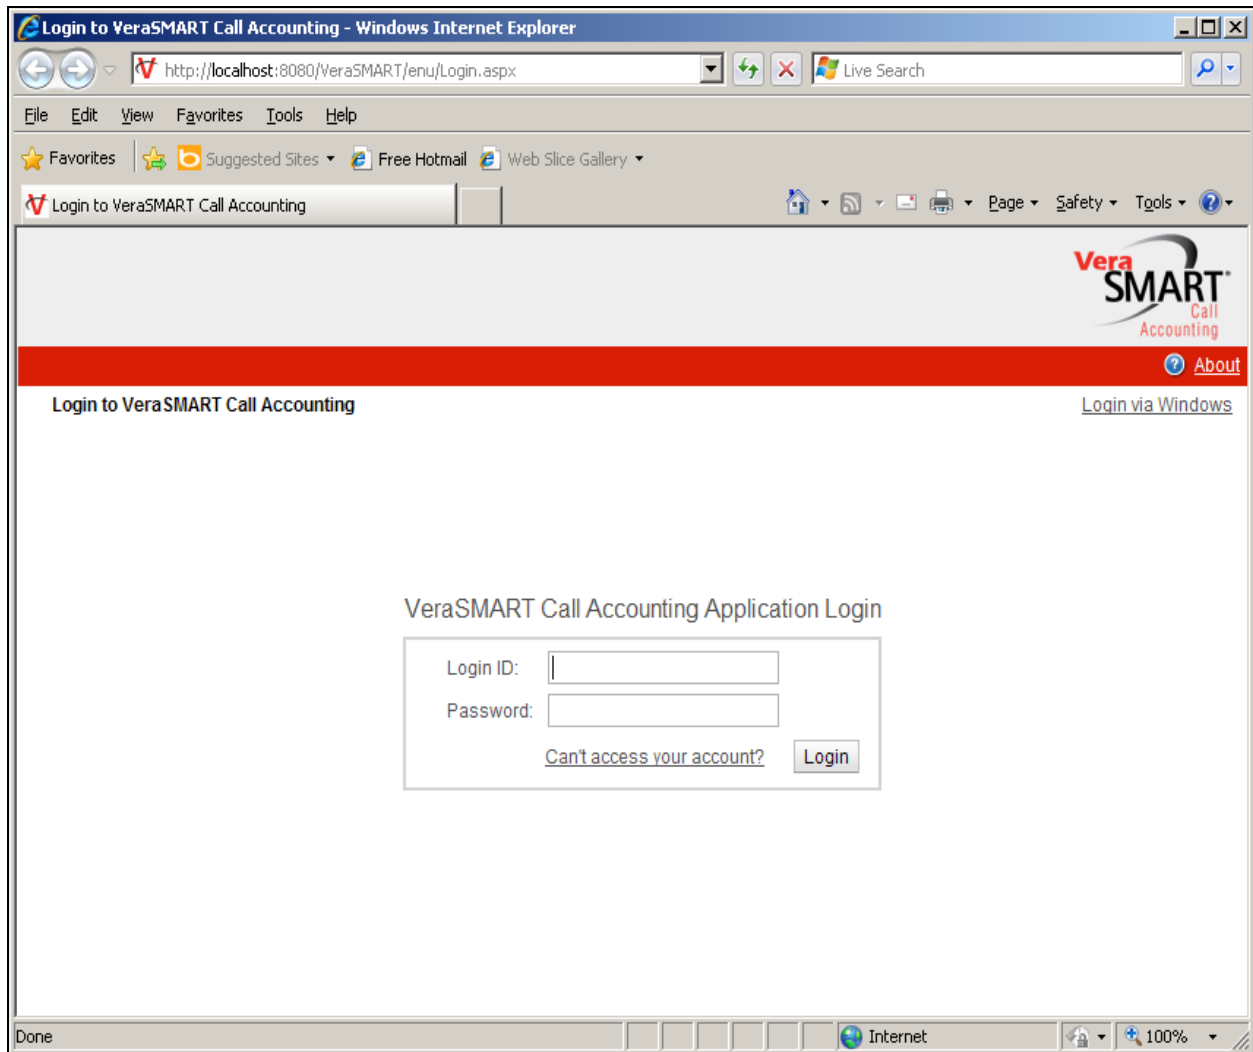 Login to VeraSMART Call Accounting - Windows Internet Explorer
http://localhost:8080/VeraSMART/enu/Login.aspx
Live Search
File Edit View Favorites Tools Help
Favorites Suggested Sites Free Hotmail Web Slice Gallery
Login to VeraSMART Call Accounting
Page Safety Tools
Vera
SMART
Call
Accounting
About
Login to VeraSMART Call Accounting
Login via Windows
VeraSMART Call Accounting Application Login
Login ID:
Password:
Can't access your account? Login
Done Internet 100%